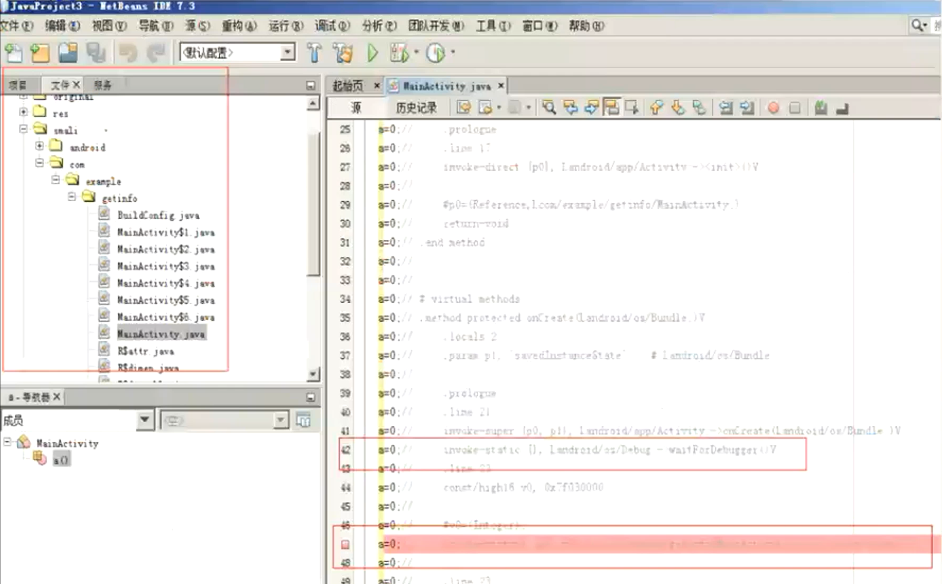 JavaProject3 - NetBeans IDE 7.3
文件(F) 编辑(E) 视图(V) 导航(N) 源(S) 重构(A) 运行(R) 调试(D) 分析(P) 团队开发(M) 工具(T) 窗口(W) 帮助(H)
<默认配置>
项目 文件 × 服务
original
res
smali
android
com
example
getinfo
BuildConfig.java
MainActivity$1.java
MainActivity$2.java
MainActivity$3.java
MainActivity$4.java
MainActivity$5.java
MainActivity$6.java
MainActivity.java
R$attr.java
R$dimen.java
a - 导航器 ×
成员
<空>
MainActivity
a()
起始页 × MainActivity.java ×
源 历史记录
25 a=0;// .prologue
26 a=0;// .line 17
27 a=0;// invoke-direct {p0}, Landroid/app/Activity;-><init>()V
28 a=0;//
29 a=0;// #p0=(Reference,Lcom/example/getinfo/MainActivity;)
30 a=0;// return-void
31 a=0;// .end method
32 a=0;//
33 a=0;//
34 a=0;// # virtual methods
35 a=0;// .method protected onCreate(Landroid/os/Bundle;)V
36 a=0;// .locals 2
37 a=0;// .param p1, "savedInstanceState" # Landroid/os/Bundle
38 a=0;//
39 a=0;// .prologue
40 a=0;// .line 21
41 a=0;// invoke-super {p0, p1}, Landroid/app/Activity;->onCreate(Landroid/os/Bundle;)V
42 a=0;// invoke-static {}, Landroid/os/Debug;->waitForDebugger()V
43 a=0;// .line 23
44 a=0;// const/high16 v0, 0x7f030000
45 a=0;//
46 a=0;// #v0=(Integer);
a=0;
48 a=0;//
49 a=0;// .line 23